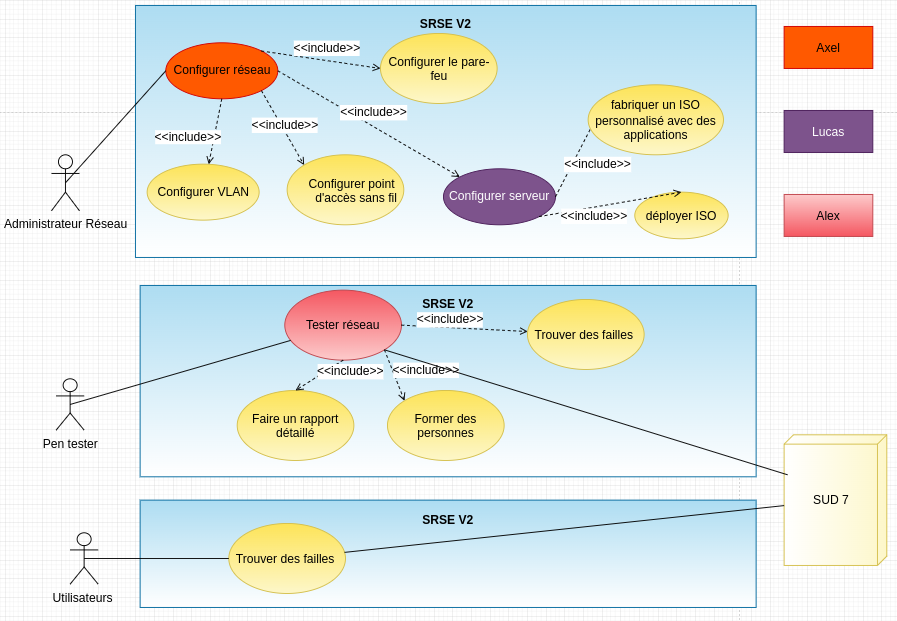 SRSE V2
Axel
<<include>>
Configurer réseau
Configurer le pare-
feu
fabriquer un ISO
personnalisé avec des
applications
<<include>>
<<include>>
<<include>>
Lucas
<<include>>
Configurer VLAN
Configurer point
d'accès sans fil
Configurer serveur
<<include>>
déployer ISO
Alex
Administrateur Réseau
SRSE V2
<<include>>
Tester réseau
Trouver des failles
<<include>>
<<include>>
Faire un rapport
détaillé
Former des
personnes
Pen tester
SUD 7
SRSE V2
Trouver des failles
Utilisateurs